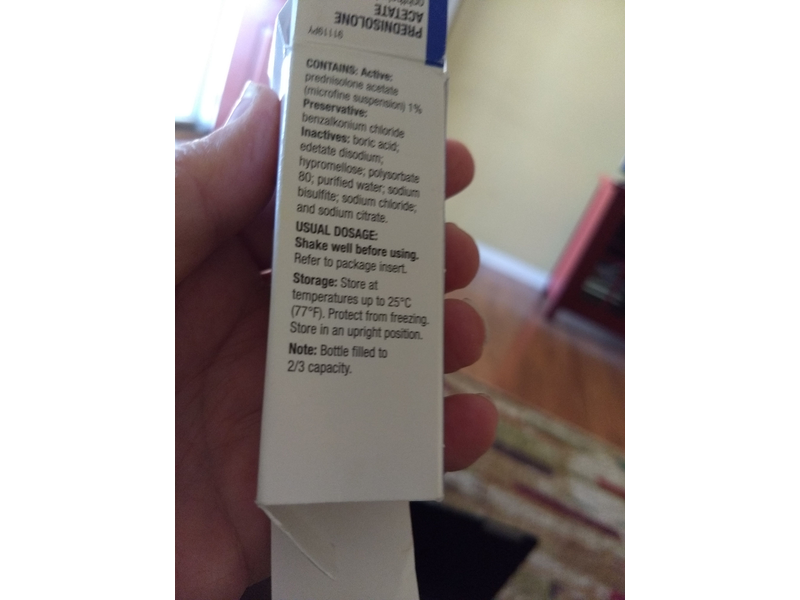 PREDNISOLONE
ACETATE
91119PY
CONTAINS: Active:
prednisolone acetate
(microfine suspension) 1%
Preservative:
benzalkonium chloride
Inactives: boric acid;
edetate disodium;
hypromellose; polysorbate
80; purified water; sodium
bisulfite; sodium chloride;
and sodium citrate.
USUAL DOSAGE:
Shake well before using.
Refer to package insert.
Storage: Store at
temperatures up to 25°C
(77°F). Protect from freezing.
Store in an upright position.
Note: Bottle filled to
2/3 capacity.